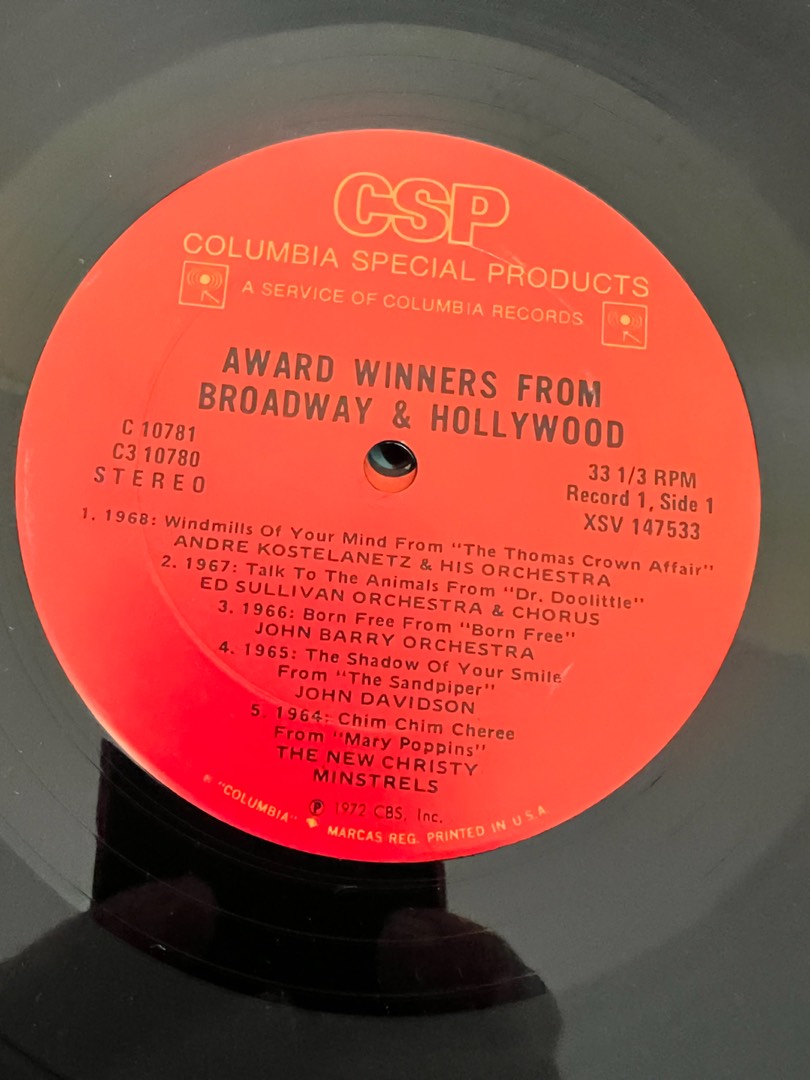 CSP
COLUMBIA SPECIAL PRODUCTS
A SERVICE OF COLUMBIA RECORDS
AWARD WINNERS FROM
BROADWAY & HOLLYWOOD
C 10781
C3 10780
STEREO
33 1/3 RPM
Record 1, Side 1
XSV 147533
1. 1968: Windmills Of Your Mind From "The Thomas Crown Affair"
ANDRE KOSTELANETZ & HIS ORCHESTRA
2. 1967: Talk To The Animals From "Dr. Doolittle"
ED SULLIVAN ORCHESTRA & CHORUS
3. 1966: Born Free From "Born Free"
JOHN BARRY ORCHESTRA
4. 1965: The Shadow Of Your Smile
From "The Sandpiper"
JOHN DAVIDSON
5. 1964: Chim Chim Cheree
From "Mary Poppins"
THE NEW CHRISTY
MINSTRELS
℗ 1972 CBS, Inc.
® "COLUMBIA" MARCAS REG. PRINTED IN U.S.A.